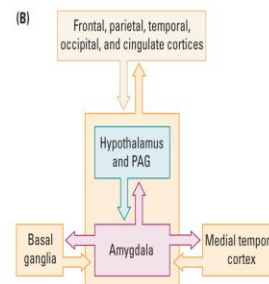 (B)
Frontal, parietal, temporal,
occipital, and cingulate cortices
Hypothalamus
and PAG
Basal
ganglia
Amygdala
Medial tempor
cortex